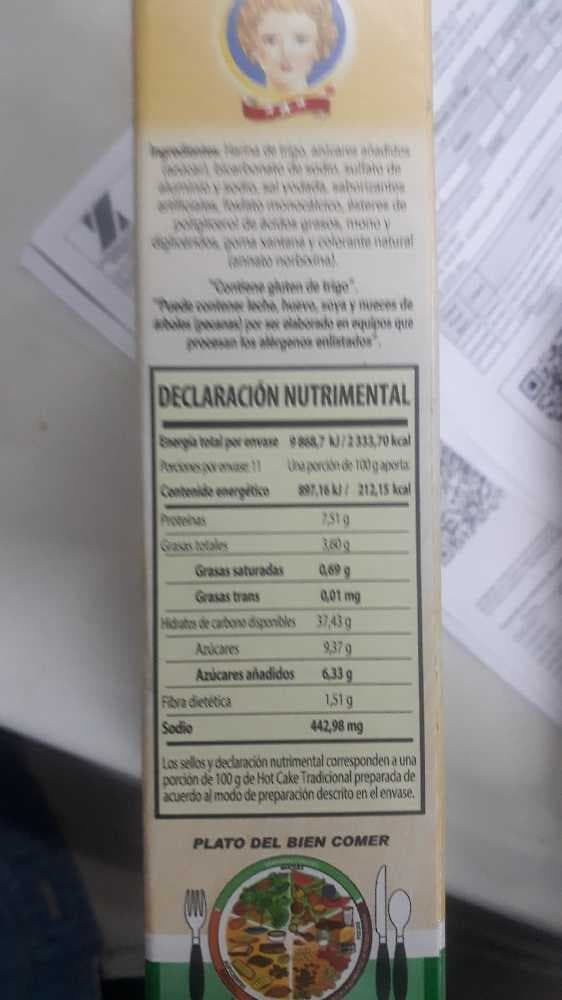 Ingredientes: Harina de trigo, azúcares añadidos
(azúcar), bicarbonato de sodio, sulfato de
aluminio y sodio, sal yodada, saborizantes
artificiales, fosfato monocálcico, ésteres de
poliglicerol de ácidos grasos, mono y
diglicéridos, goma xantana y colorante natural
(annato norbixina).
"Contiene gluten de trigo".
"Puede contener leche, huevo, soya y nueces de
árboles (pecanas) por ser elaborado en equipos que
procesan los alérgenos enlistados".
DECLARACIÓN NUTRIMENTAL
Energía total por envase 9 868,7 kJ / 2 333,70 kcal
Porciones por envase: 11 Una porción de 100 g aporta:
Contenido energético 897,16 kJ / 212,15 kcal
Proteínas 7,51 g
Grasas totales 3,60 g
Grasas saturadas 0,69 g
Grasas trans 0,01 mg
Hidratos de carbono disponibles 37,43 g
Azúcares 9,37 g
Azúcares añadidos 6,33 g
Fibra dietética 1,51 g
Sodio 442,98 mg
Los sellos y declaración nutrimental corresponden a una
porción de 100 g de Hot Cake Tradicional preparada de
acuerdo al modo de preparación descrito en el envase.
PLATO DEL BIEN COMER